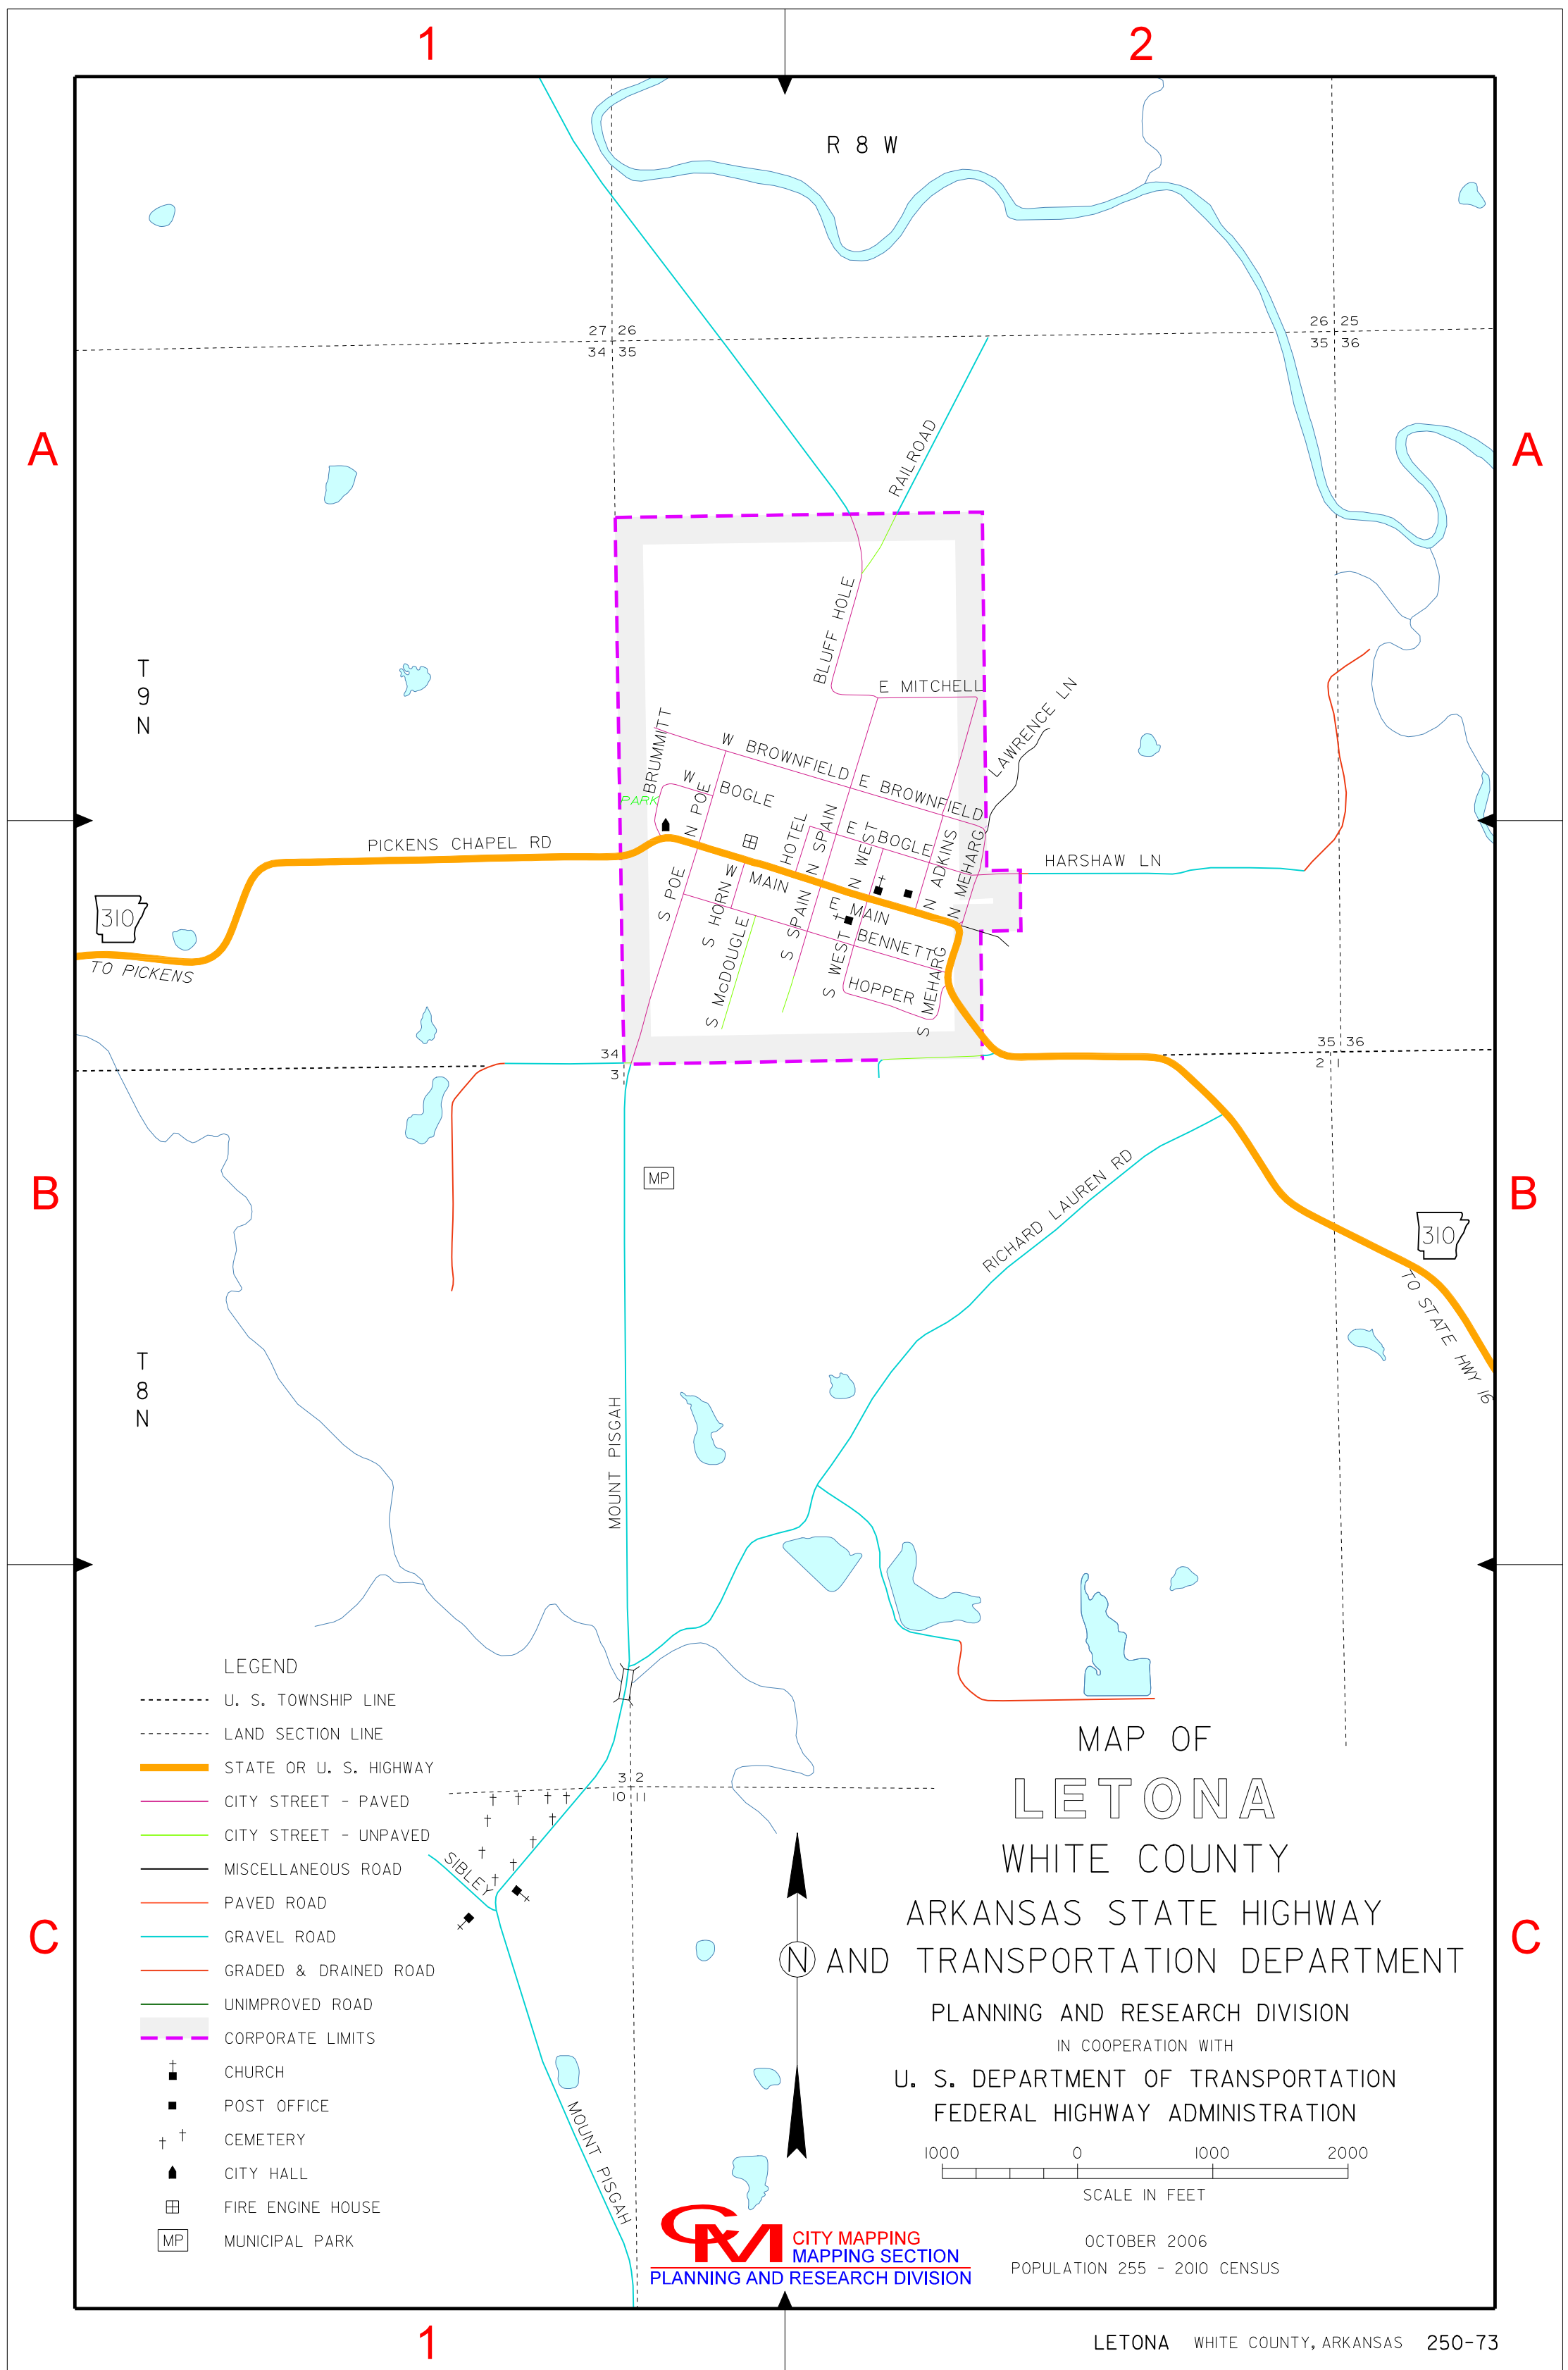 1
2
R 8 W
27 26
34 35
26 25
35 36
A
A
RAILROAD
BLUFF HOLE
T
9
N
E MITCHELL
LAWRENCE LN
BRUMMITT
W BROWNFIELD
E BROWNFIELD
W BOGLE
N POE
PARK
HOTEL
N SPAIN
E BOGLE
N WEST
N ADKINS
N MEHARG
PICKENS CHAPEL RD
HARSHAW LN
W MAIN
E MAIN
S POE
S HORN
S McDOUGLE
S SPAIN
S WEST
BENNETT
HOPPER
S MEHARG
310
TO PICKENS
34
3
35 36
2 1
MP
B
B
RICHARD LAUREN RD
310
TO STATE HWY 16
T
8
N
MOUNT PISGAH
LEGEND
U. S. TOWNSHIP LINE
LAND SECTION LINE
STATE OR U. S. HIGHWAY
CITY STREET - PAVED
CITY STREET - UNPAVED
MISCELLANEOUS ROAD
PAVED ROAD
GRAVEL ROAD
GRADED & DRAINED ROAD
UNIMPROVED ROAD
CORPORATE LIMITS
CHURCH
POST OFFICE
CEMETERY
CITY HALL
FIRE ENGINE HOUSE
MP MUNICIPAL PARK
3 2
10 11
SIBLEY
MOUNT PISGAH
C
C
MAP OF
LETONA
WHITE COUNTY
ARKANSAS STATE HIGHWAY
AND TRANSPORTATION DEPARTMENT
N
PLANNING AND RESEARCH DIVISION
IN COOPERATION WITH
U. S. DEPARTMENT OF TRANSPORTATION
FEDERAL HIGHWAY ADMINISTRATION
1000 0 1000 2000
SCALE IN FEET
OCTOBER 2006
POPULATION 255 - 2010 CENSUS
CM
CITY MAPPING
MAPPING SECTION
PLANNING AND RESEARCH DIVISION
1
LETONA WHITE COUNTY, ARKANSAS 250-73